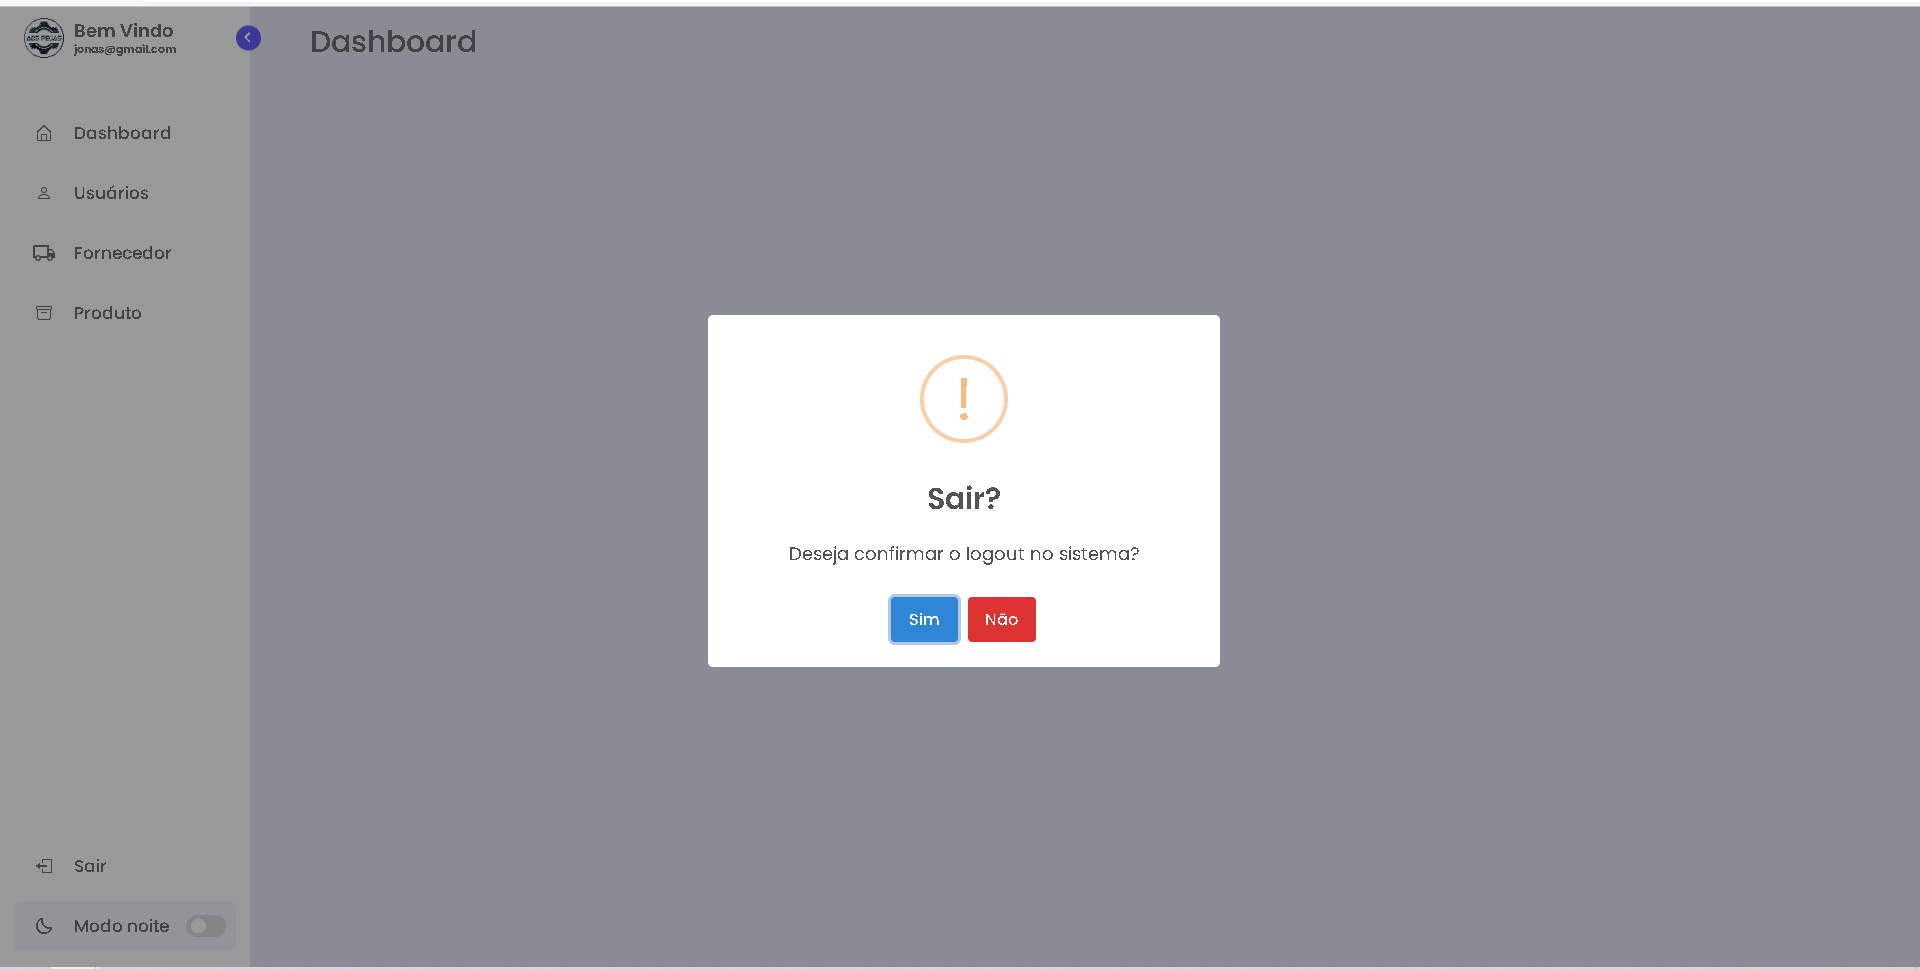 Bem Vindo
jonas@gmail.com
Dashboard
Dashboard
Usuários
Fornecedor
Produto
!
Sair?
Deseja confirmar o logout no sistema?
Sim
Não
Sair
Modo noite